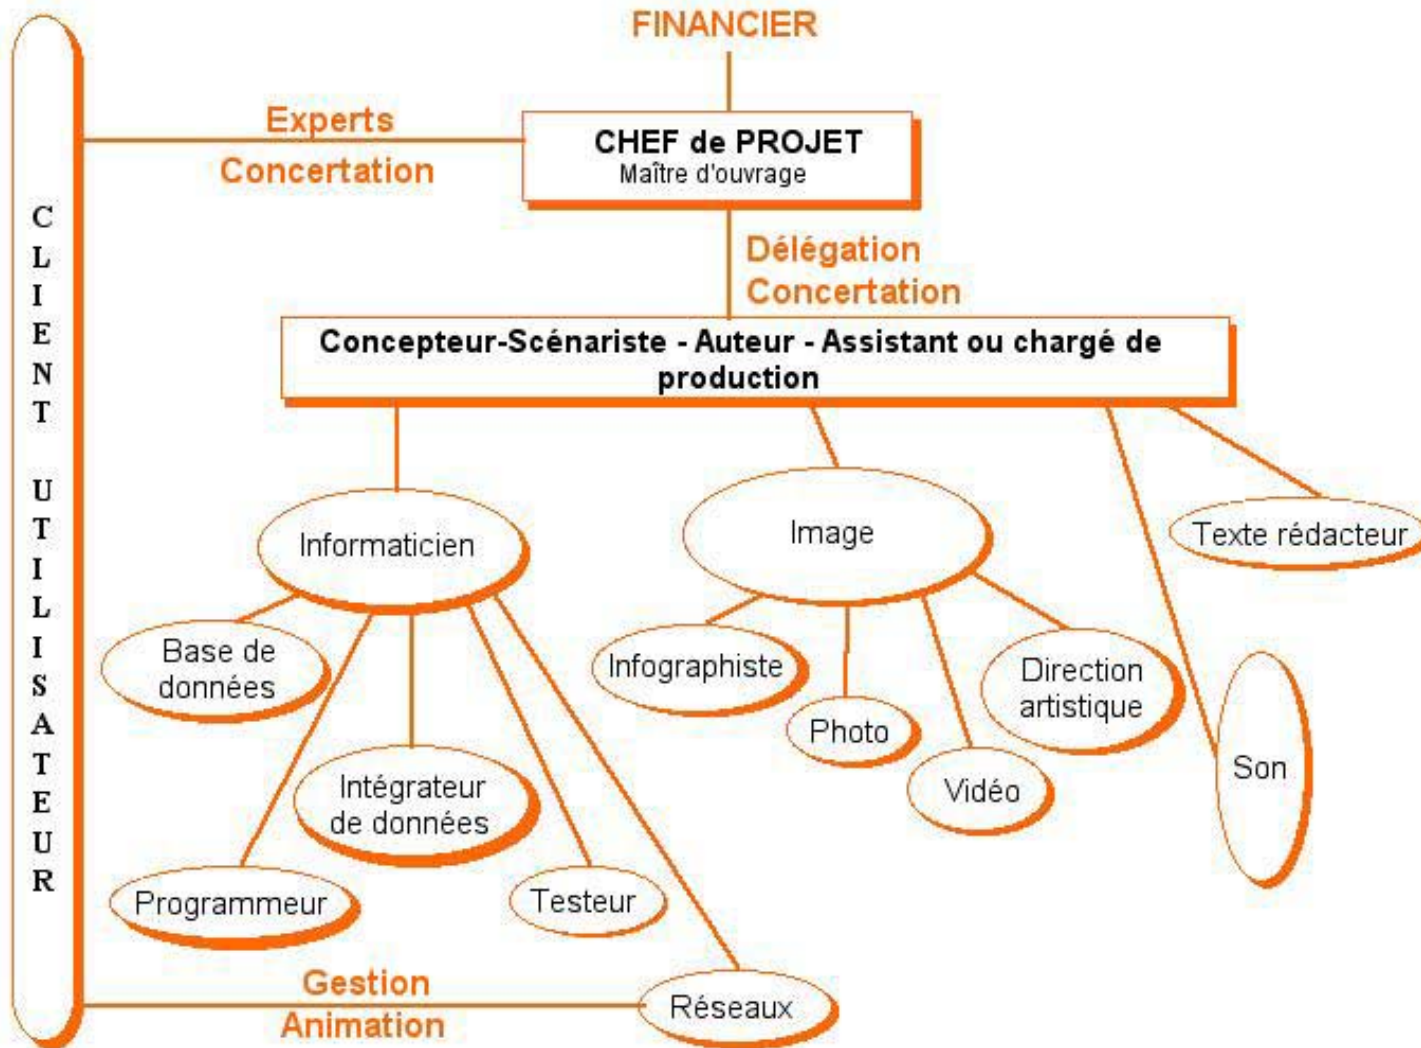 FINANCIER
Experts
Concertation
CHEF de PROJET
Maître d'ouvrage
Délégation
Concertation
CLIENT UTILISATEUR
Concepteur-Scénariste - Auteur - Assistant ou chargé de
production
Informaticien
Image
Texte rédacteur
Base de
données
Infographiste
Direction
artistique
Photo
Vidéo
Son
Intégrateur
de données
Programmeur
Testeur
Gestion
Animation
Réseaux